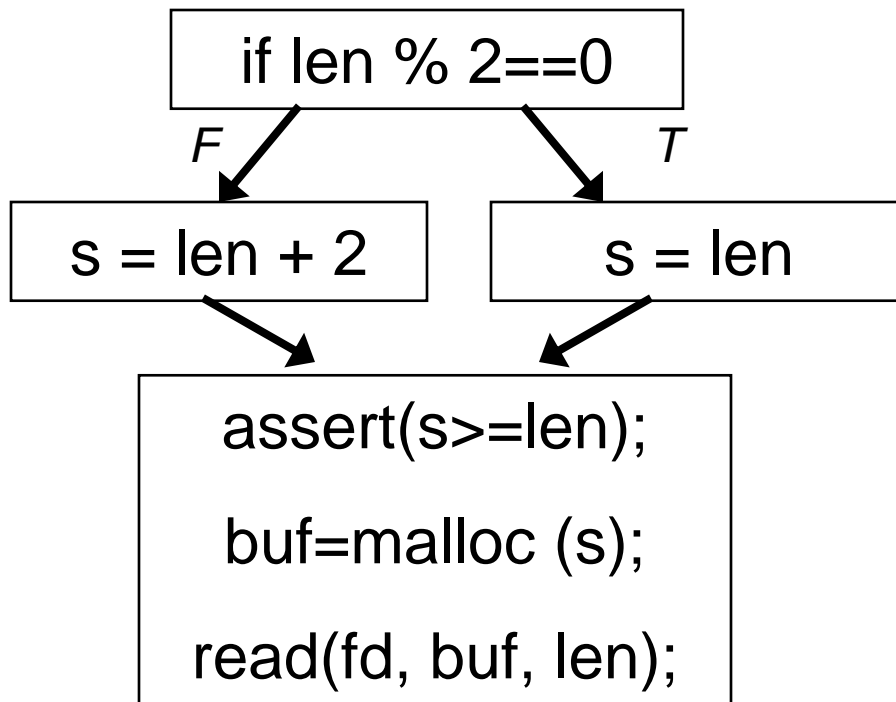 if len % 2==0
F
T
s = len + 2
s = len
assert(s>=len);
buf=malloc (s);
read(fd, buf, len);